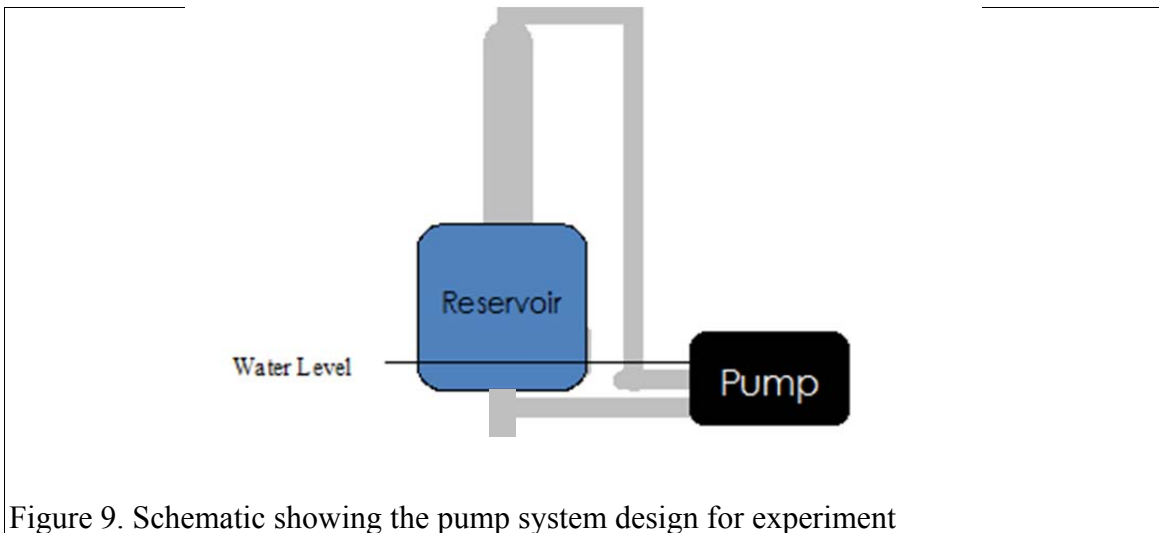 Reservoir
Water Level
Pump
Figure 9. Schematic showing the pump system design for experiment